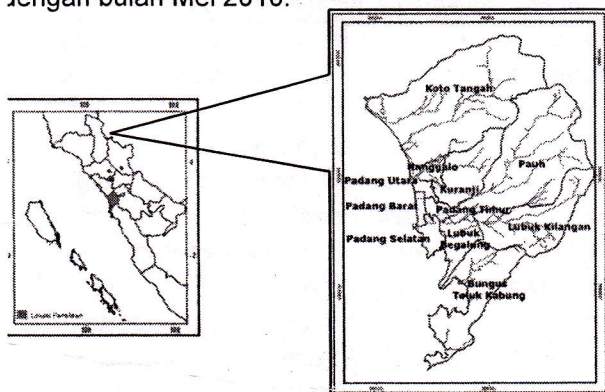 dengan bulan Mei 2010.
Koto Tangah
Nanggalo
Pauh
Padang Utara
Kuranji
Padang Barat
Padang Timur
Lubuk Kilangan
Padang Selatan
Lubuk
Begalung
Bungus
Teluk Kabung
Lokasi Penelitian